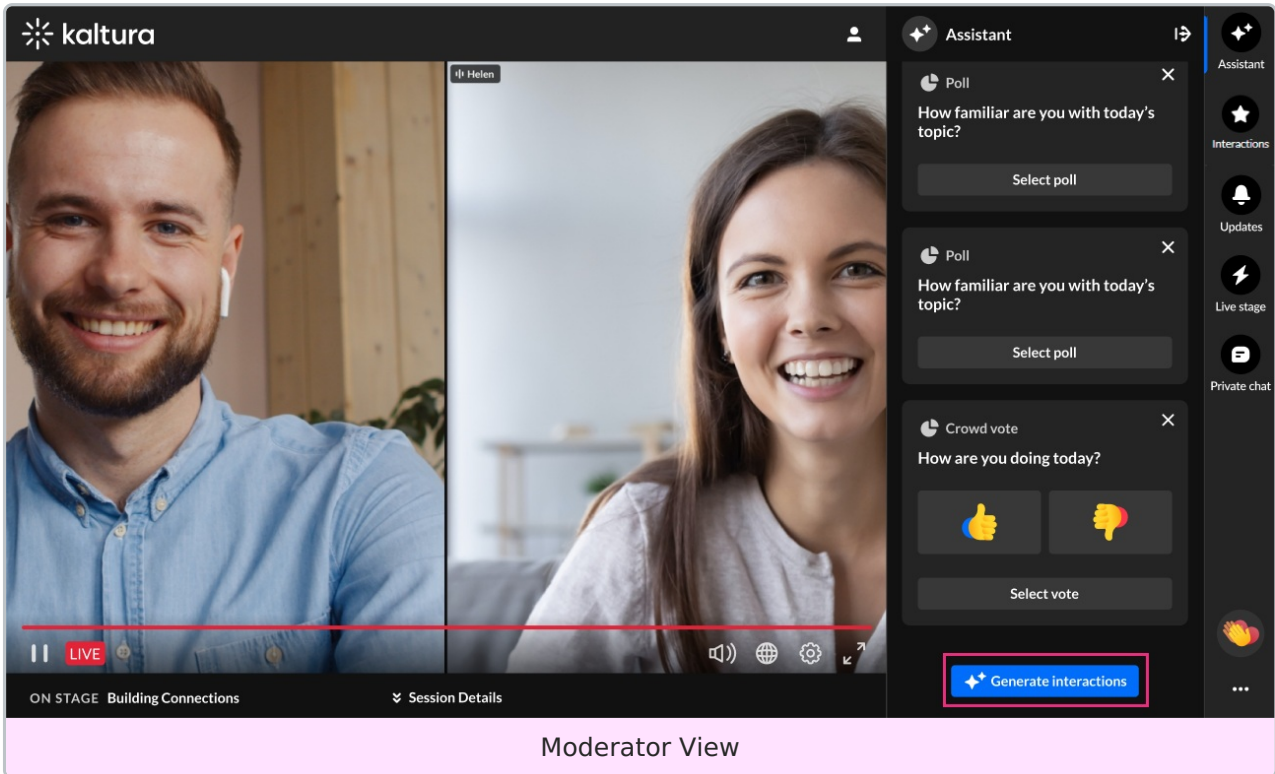 kaltura
Helen
LIVE
ON STAGE Building Connections
Session Details
Assistant
Poll
How familiar are you with today's
topic?
Select poll
Poll
How familiar are you with today's
topic?
Select poll
Crowd vote
How are you doing today?
Select vote
Generate interactions
Assistant
Interactions
Updates
Live stage
Private chat
Moderator View